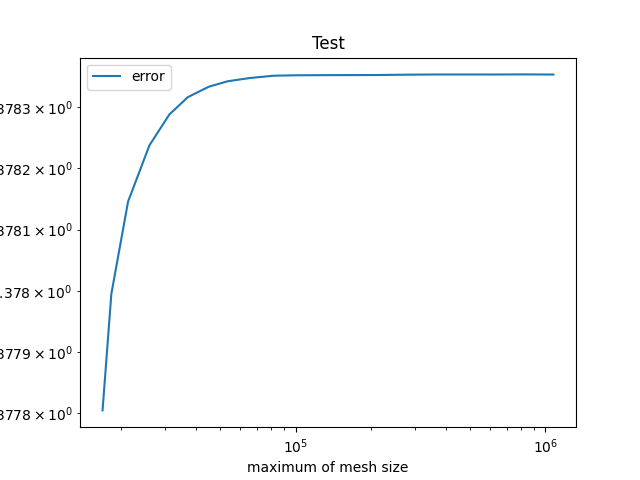 Test
error
3783 × 10⁰
3782 × 10⁰
3781 × 10⁰
.378 × 10⁰
3779 × 10⁰
3778 × 10⁰
10⁵
10⁶
maximum of mesh size